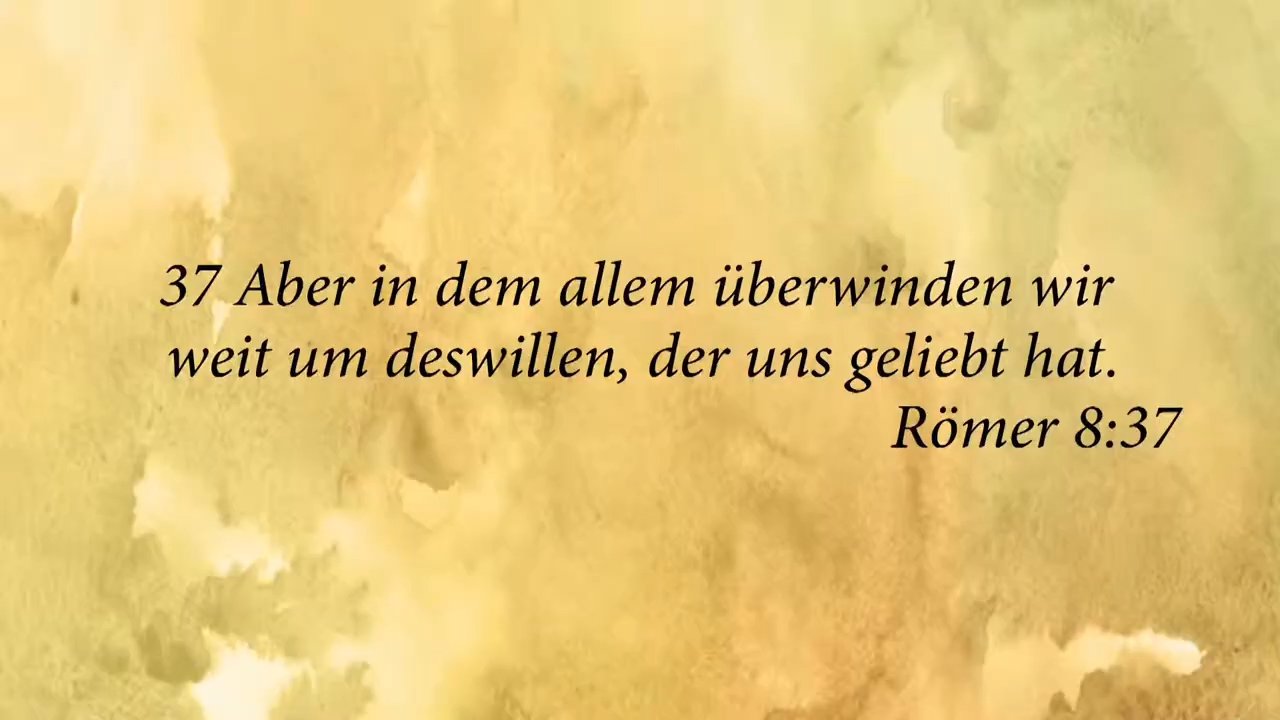 37 Aber in dem allem überwinden wir
weit um deswillen, der uns geliebt hat.
Römer 8:37